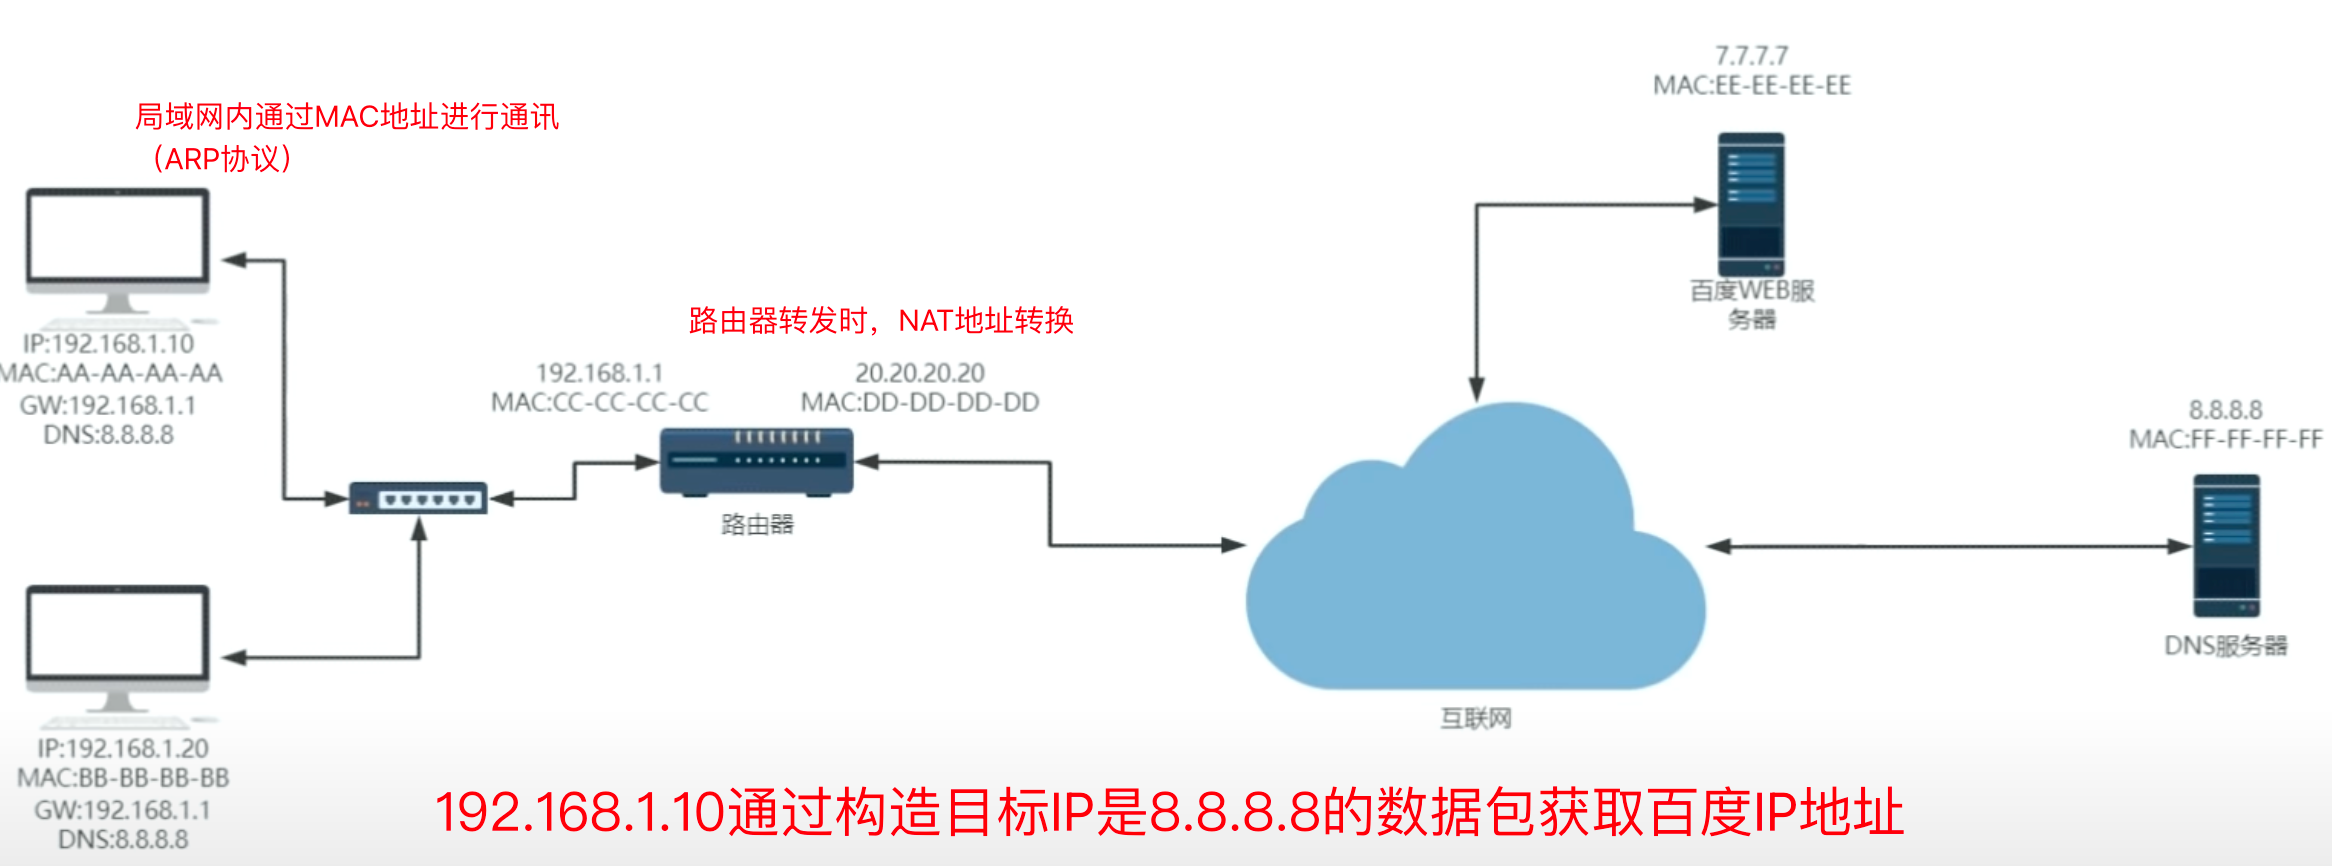 7.7.7.7
MAC:EE-EE-EE-EE
局域网内通过MAC地址进行通讯
（ARP协议）
百度WEB服
务器
路由器转发时，NAT地址转换
IP:192.168.1.10
MAC:AA-AA-AA-AA
GW:192.168.1.1
DNS:8.8.8.8
192.168.1.1
MAC:CC-CC-CC-CC
20.20.20.20
MAC:DD-DD-DD-DD
路由器
8.8.8.8
MAC:FF-FF-FF-FF
DNS服务器
互联网
IP:192.168.1.20
MAC:BB-BB-BB-BB
GW:192.168.1.1
DNS:8.8.8.8
192.168.1.10通过构造目标IP是8.8.8.8的数据包获取百度IP地址